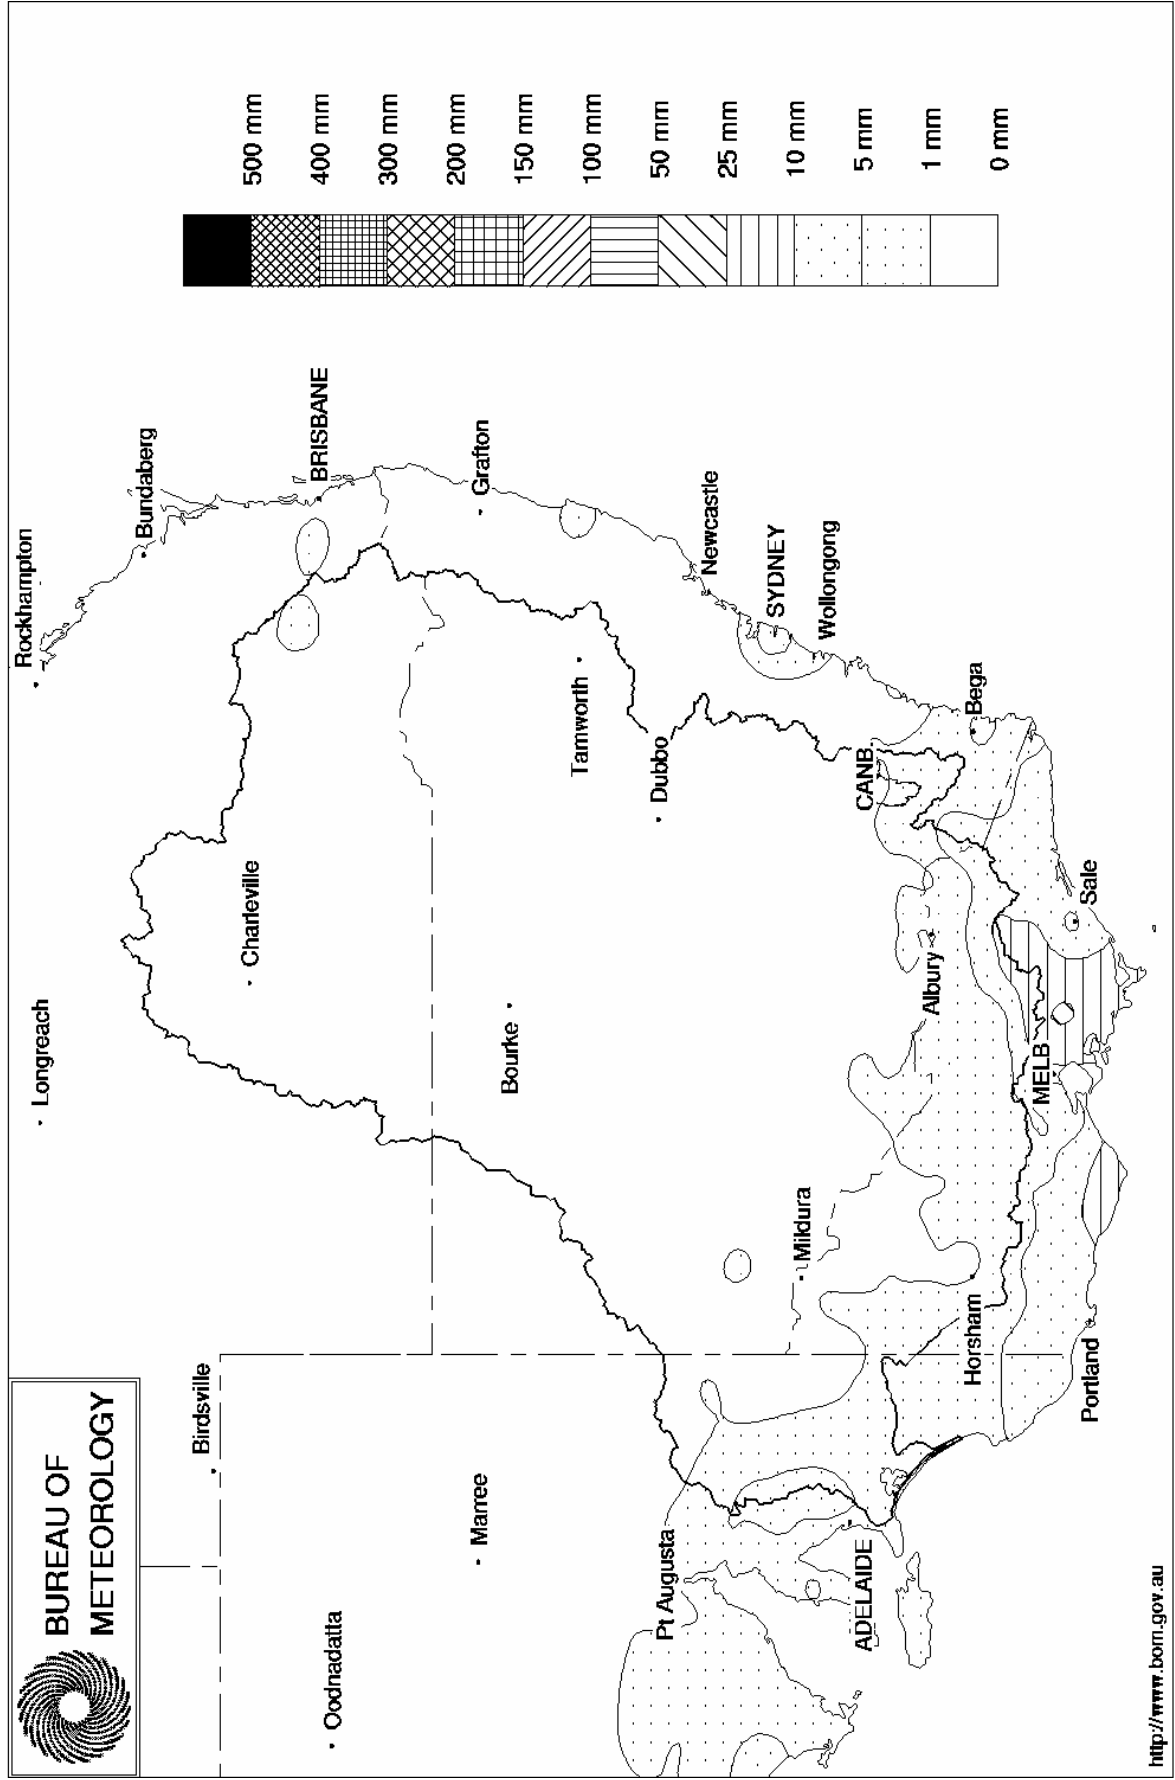 BUREAU OF
METEOROLOGY
Rockhampton
Longreach
Bundaberg
Birdsville
Charleville
BRISBANE
Oodnadatta
Marree
Bourke
Grafton
Tamworth
Dubbo
Newcastle
Pt Augusta
SYDNEY
Mildura
Wollongong
ADELAIDE
CANB.
Albury
Horsham
Bega
MELB
Portland
Sale
500 mm
400 mm
300 mm
200 mm
150 mm
100 mm
50 mm
25 mm
10 mm
5 mm
1 mm
0 mm
http://www.bom.gov.au